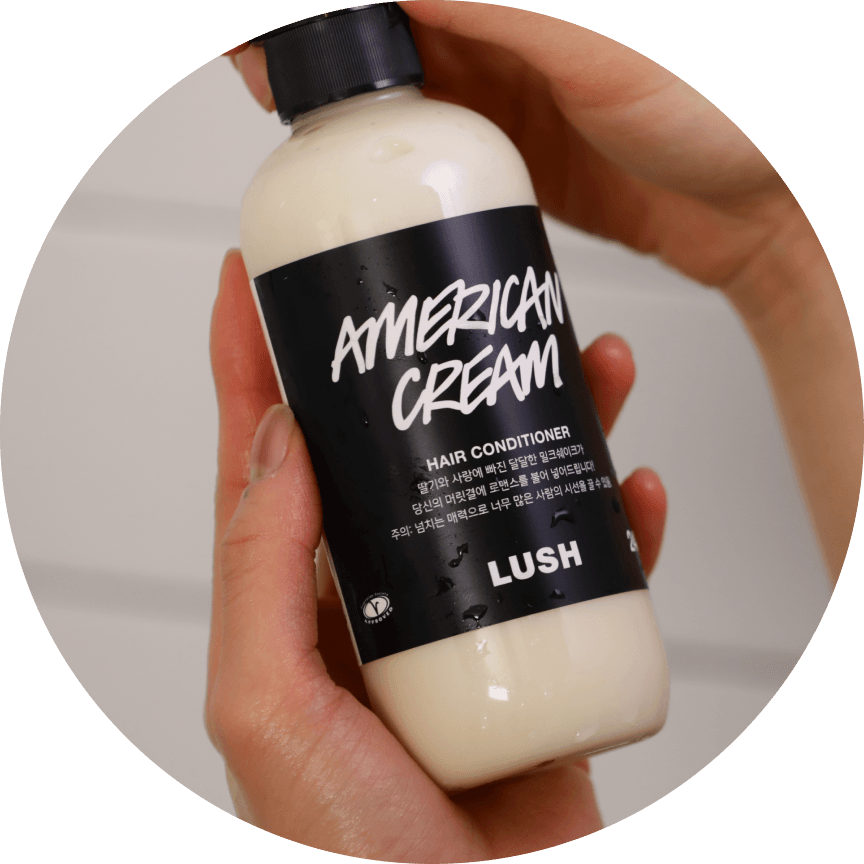 AMERICAN
CREAM
HAIR CONDITIONER
딸기와 사랑에 빠진 달달한 밀크쉐이크가
당신의 머릿결에 로맨스를 불어 넣어드립니다!
주의: 넘치는 매력으로 너무 많은 사람의 시선을 끌 수 있음
LUSH
APPROVED